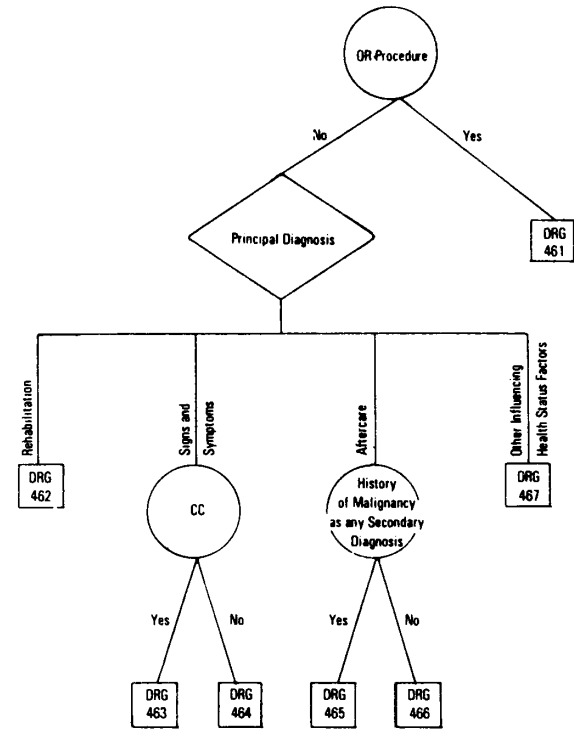 OR Procedure
No
Yes
DRG
461
Principal Diagnosis
Rehabilitation
Signs and
Symptoms
Aftercare
Other Influencing
Health Status Factors
DRG
462
CC
History
of Malignancy
as any Secondary
Diagnosis
DRG
467
Yes
No
Yes
No
DRG
463
DRG
464
DRG
465
DRG
466